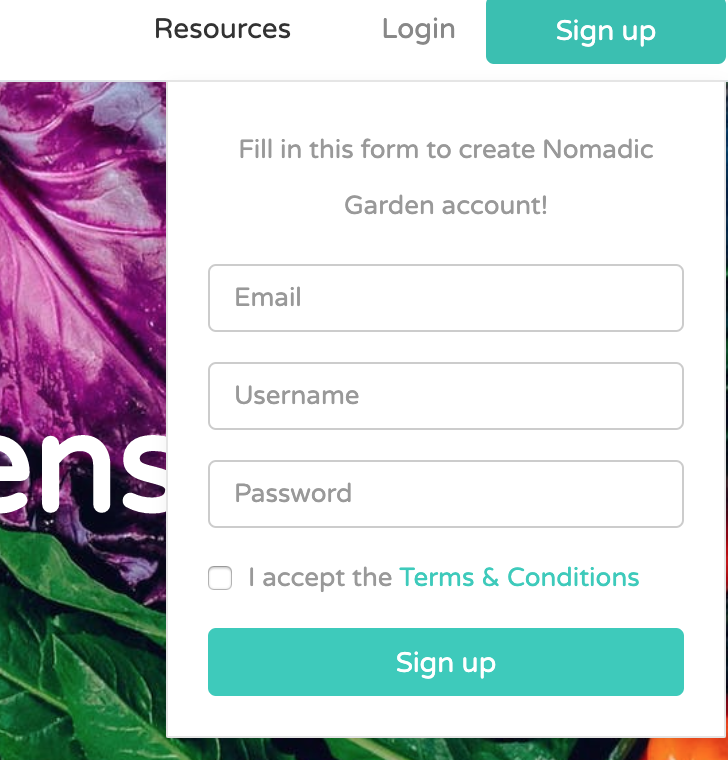 Resources Login Sign up
Fill in this form to create Nomadic
Garden account!
Email
Username
ens
Password
I accept the Terms & Conditions
Sign up